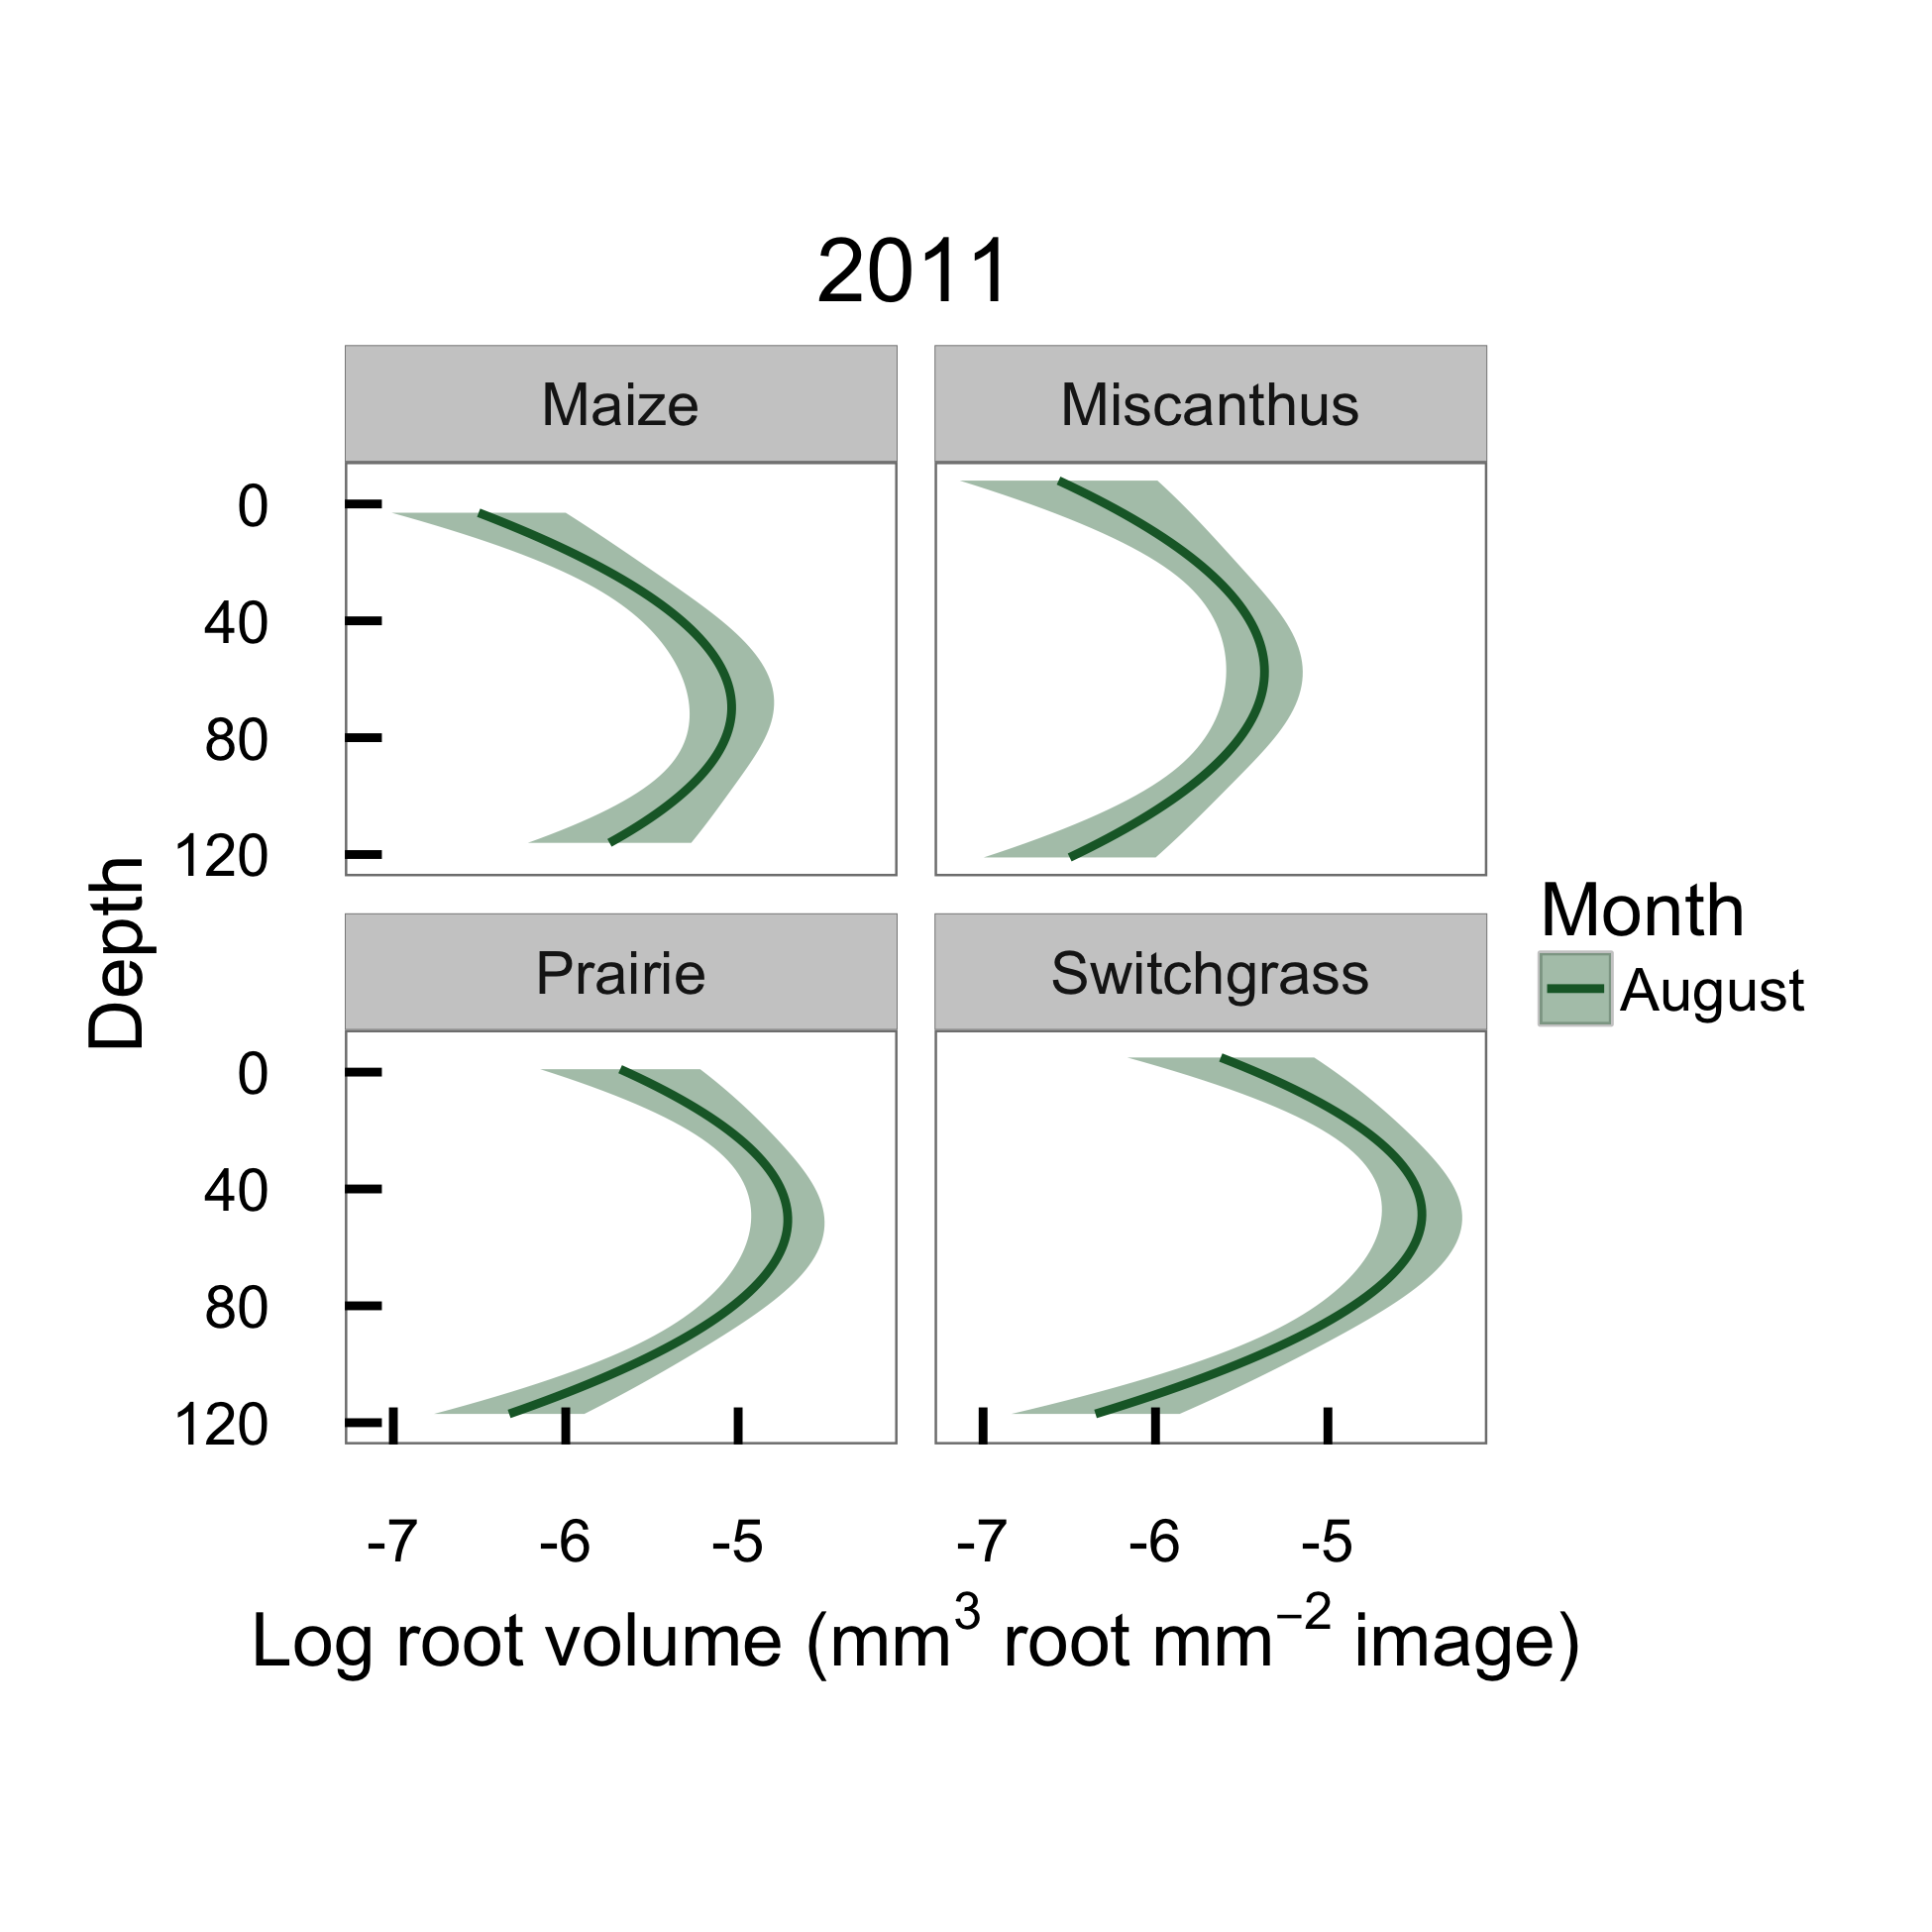 2011
Maize
Miscanthus
0
40
80
120
Prairie
Switchgrass
0
40
80
120
-7
-6
-5
-7
-6
-5
Depth
Log root volume (mm³ root mm⁻² image)
Month
August